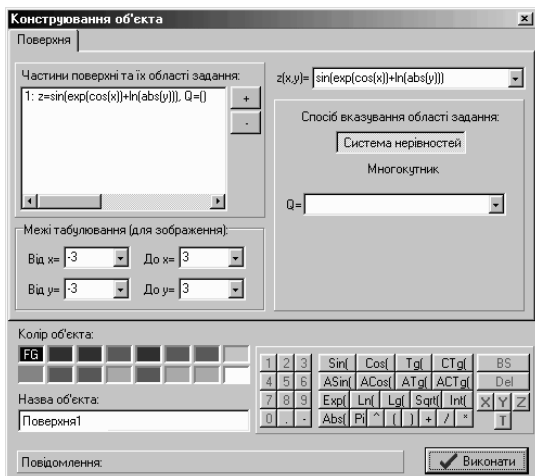 Конструювання об'єкта
Поверхня
Частини поверхні та їх області задання:
1: z=sin(exp(cos(x))+ln(abs(y))), Q=()
+
-
z(x,y)= sin(exp(cos(x))+ln(abs(y)))
Спосіб вказування області задання:
Система нерівностей
Многокутник
Q=
Межі табулювання (для зображення):
Від x= -3 До x= 3
Від y= -3 До y= 3
Колір об'єкта:
FG
Назва об'єкта:
Поверхня1
1 2 3 Sin( Cos( Tg( CTg( BS
4 5 6 ASin( ACos( ATg( ACTg( Del
7 8 9 Exp( Ln( Lg( Sqrt( Int( X Y Z
0 . - Abs( Pi ^ ( ) + / * T
Повідомлення:
Виконати